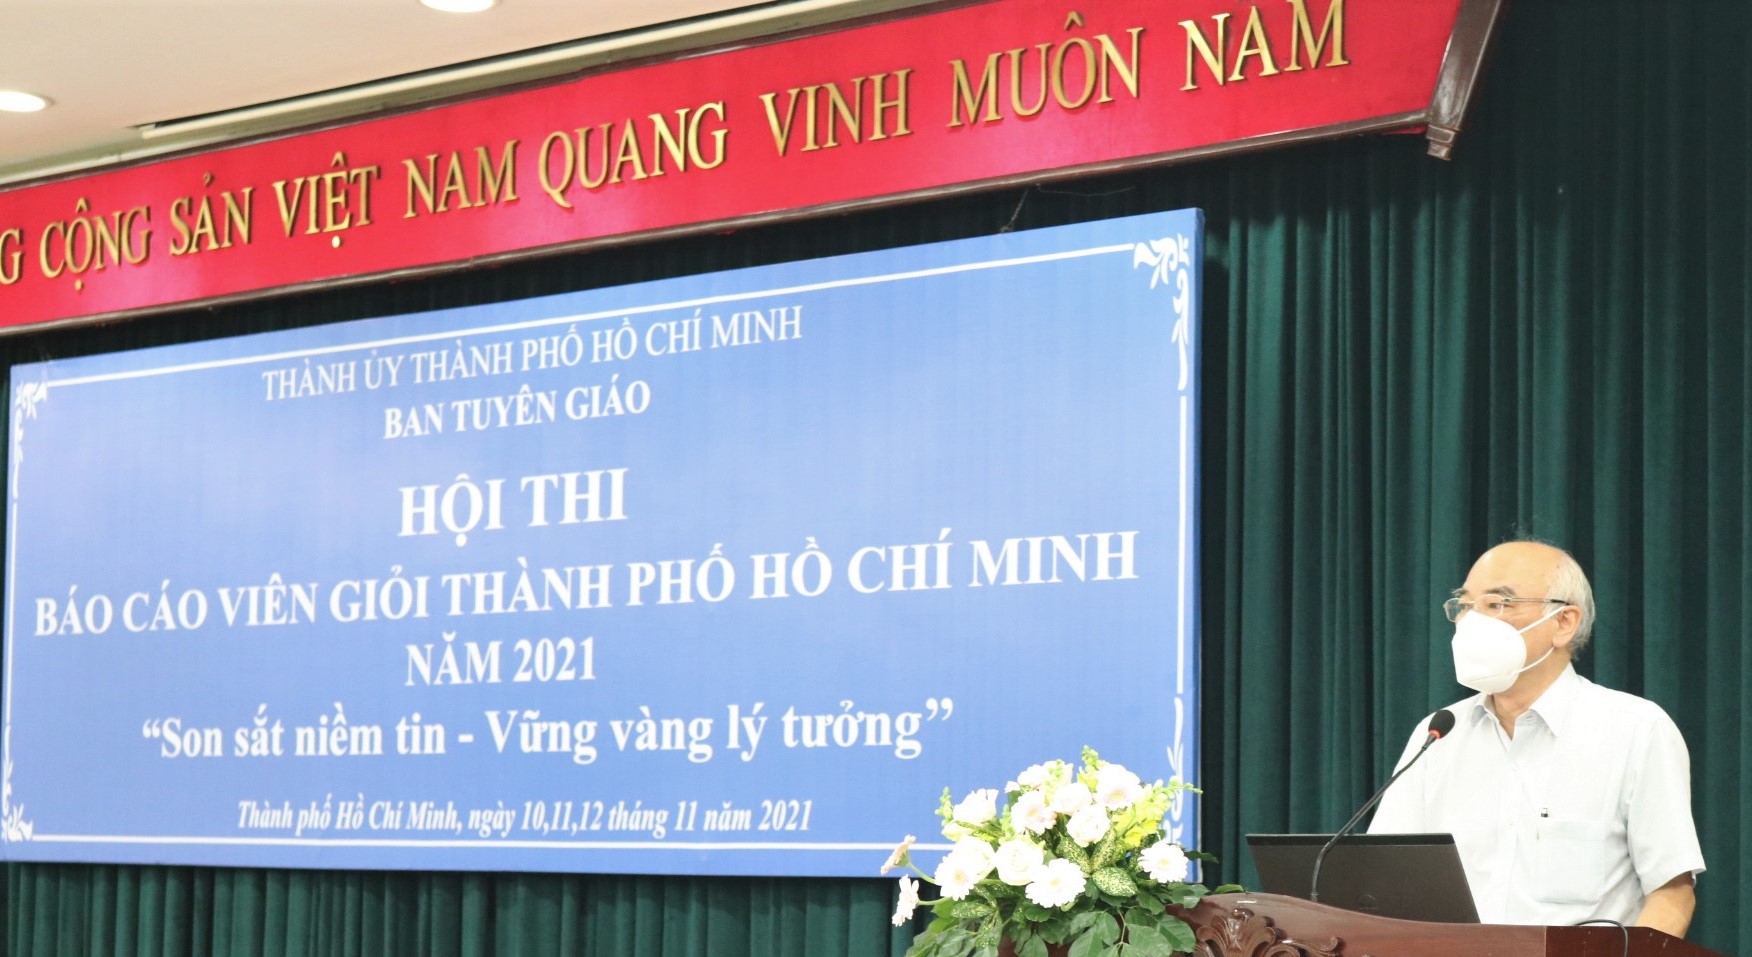 G CỘNG SẢN VIỆT NAM QUANG VINH MUÔN NĂM
THÀNH ỦY THÀNH PHỐ HỒ CHÍ MINH
BAN TUYÊN GIÁO
HỘI THI
BÁO CÁO VIÊN GIỎI THÀNH PHỐ HỒ CHÍ MINH
NĂM 2021
“Son sắt niềm tin - Vững vàng lý tưởng”
Thành phố Hồ Chí Minh, ngày 10,11,12 tháng 11 năm 2021